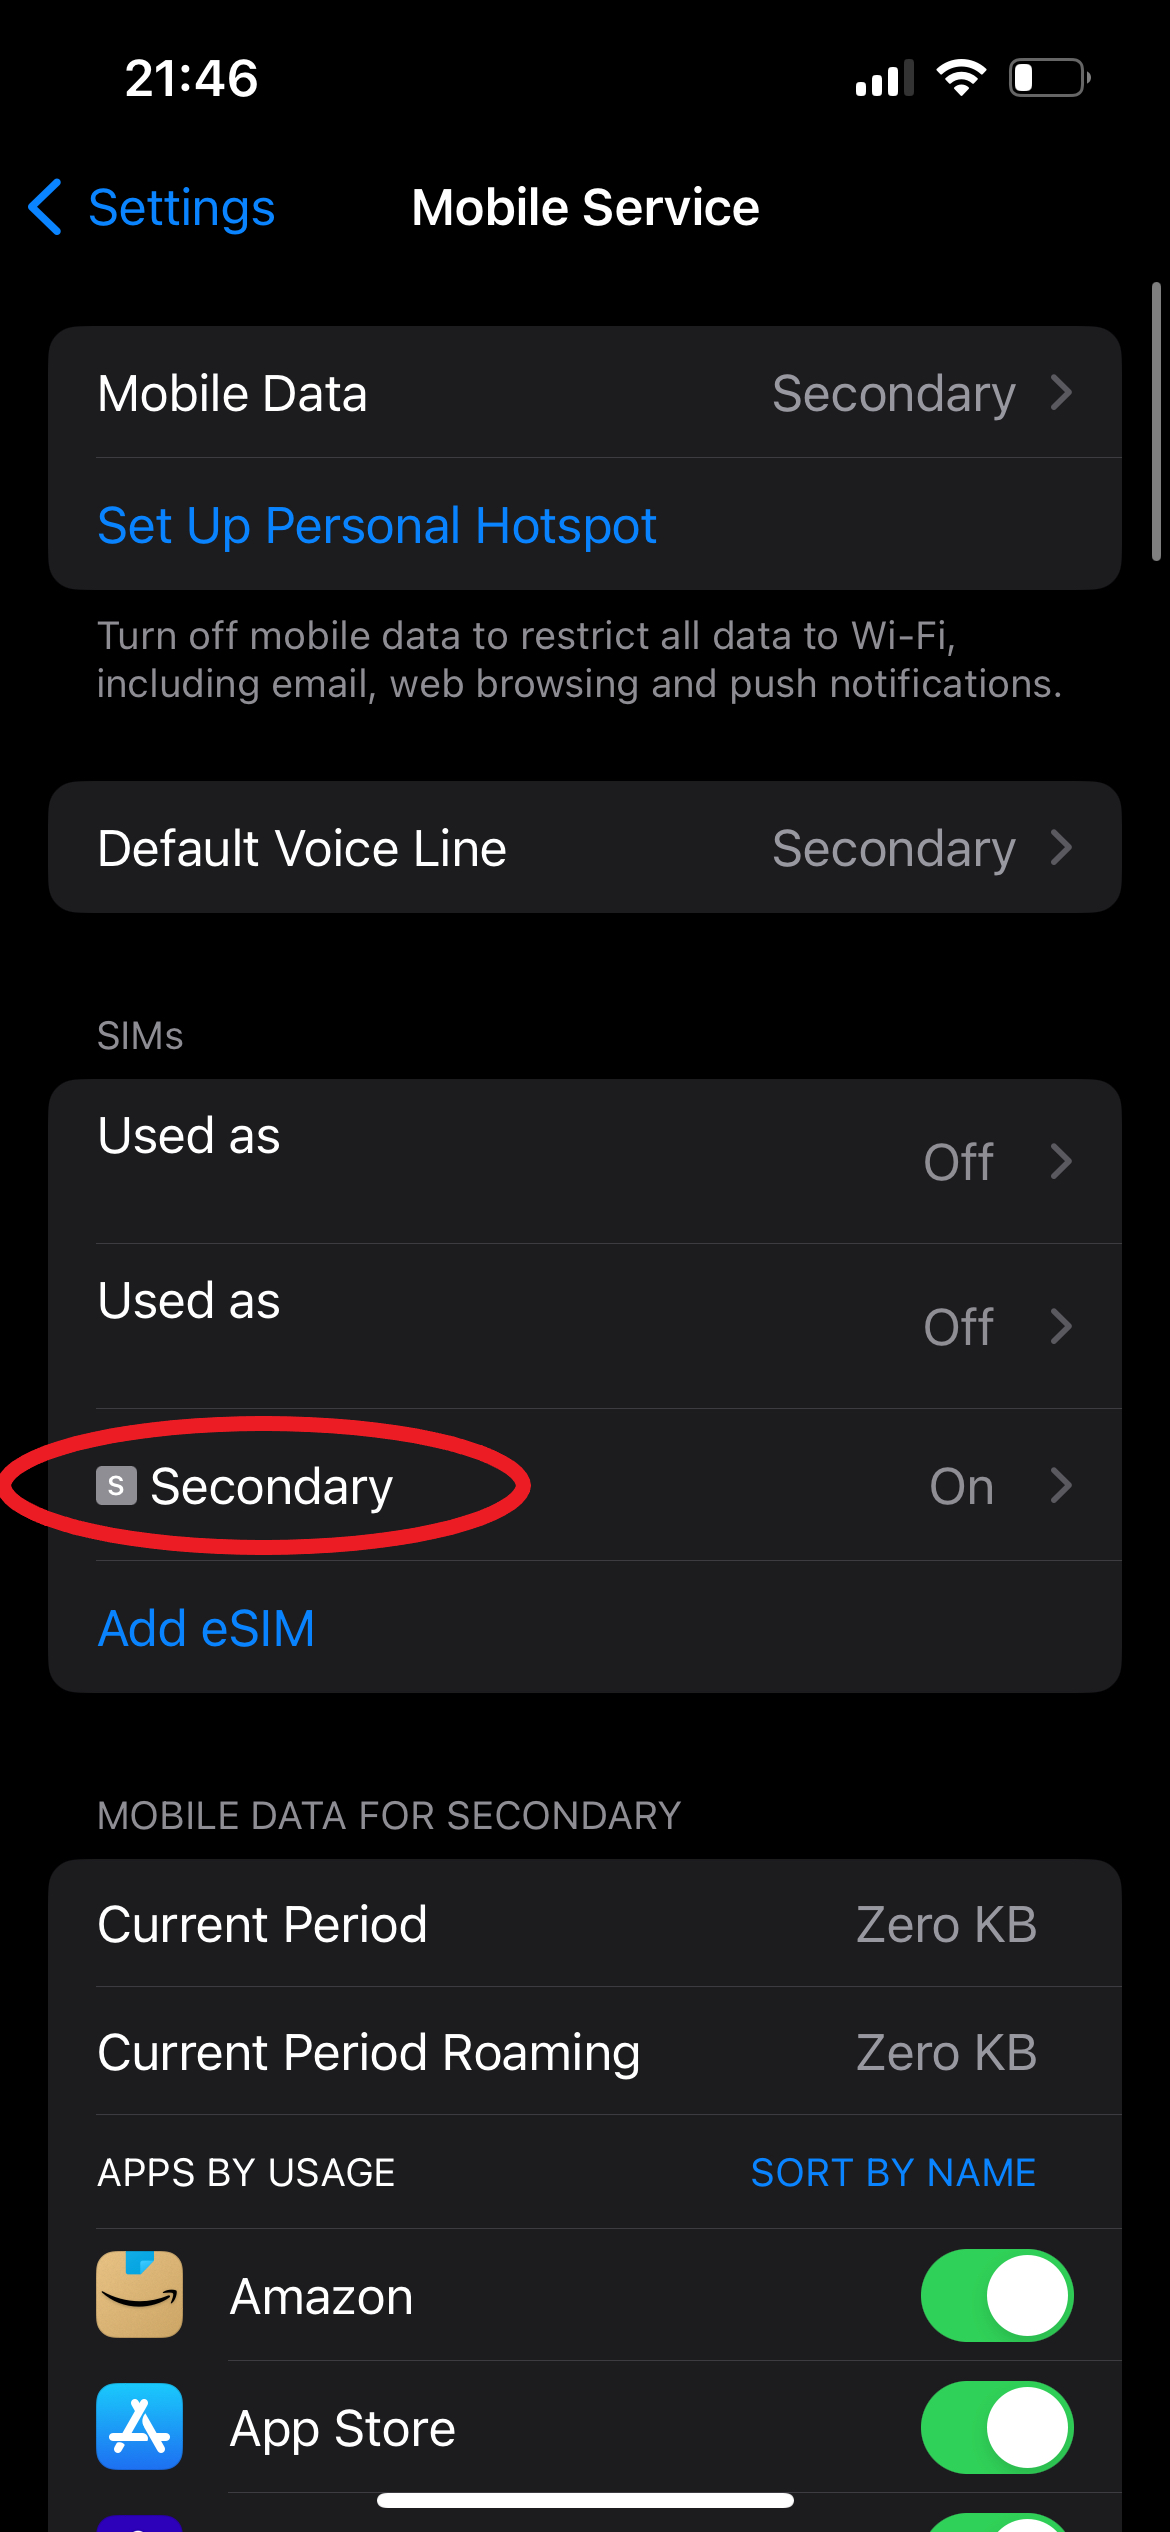 21:46
Settings
Mobile Service
Mobile Data Secondary
Set Up Personal Hotspot
Turn off mobile data to restrict all data to Wi-Fi,
including email, web browsing and push notifications.
Default Voice Line Secondary
SIMs
Used as
Off
Used as
Off
S Secondary On
Add eSIM
MOBILE DATA FOR SECONDARY
Current Period Zero KB
Current Period Roaming Zero KB
APPS BY USAGE SORT BY NAME
Amazon
App Store